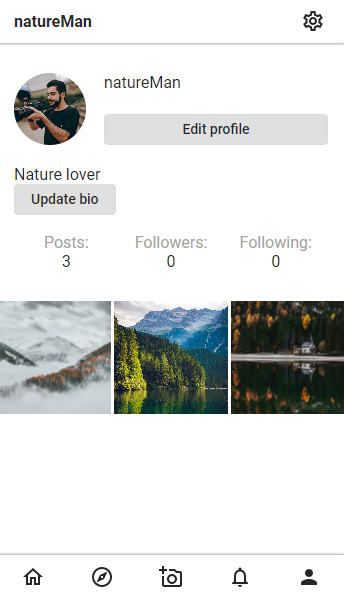 natureMan
natureMan
Edit profile
Nature lover
Update bio
Posts: Followers: Following:
3 0 0